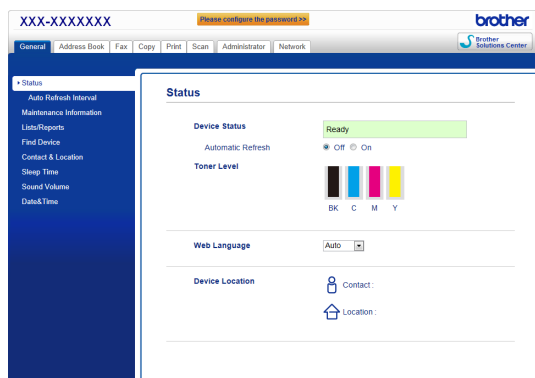 XXX-XXXXXXX
Please configure the password >>
brother
General Address Book Fax Copy Print Scan Administrator Network
Brother
Solutions Center
Status
Auto Refresh Interval
Maintenance Information
Lists/Reports
Find Device
Contact & Location
Sleep Time
Sound Volume
Date&Time
Status
Device Status Ready
Automatic Refresh Off On
Toner Level
BK C M Y
Web Language Auto
Device Location Contact :
Location :